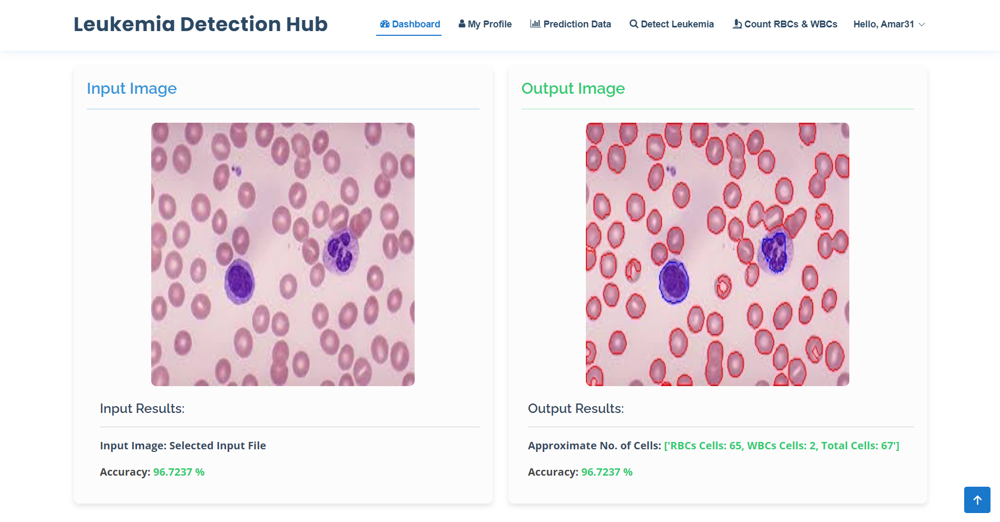 Leukemia Detection Hub
Dashboard
My Profile
Prediction Data
Detect Leukemia
Count RBCs & WBCs
Hello, Amar31
Input Image
Input Results:
Input Image: Selected Input File
Accuracy: 96.7237 %
Output Image
Output Results:
Approximate No. of Cells: ['RBCs Cells: 65, WBCs Cells: 2, Total Cells: 67']
Accuracy: 96.7237 %